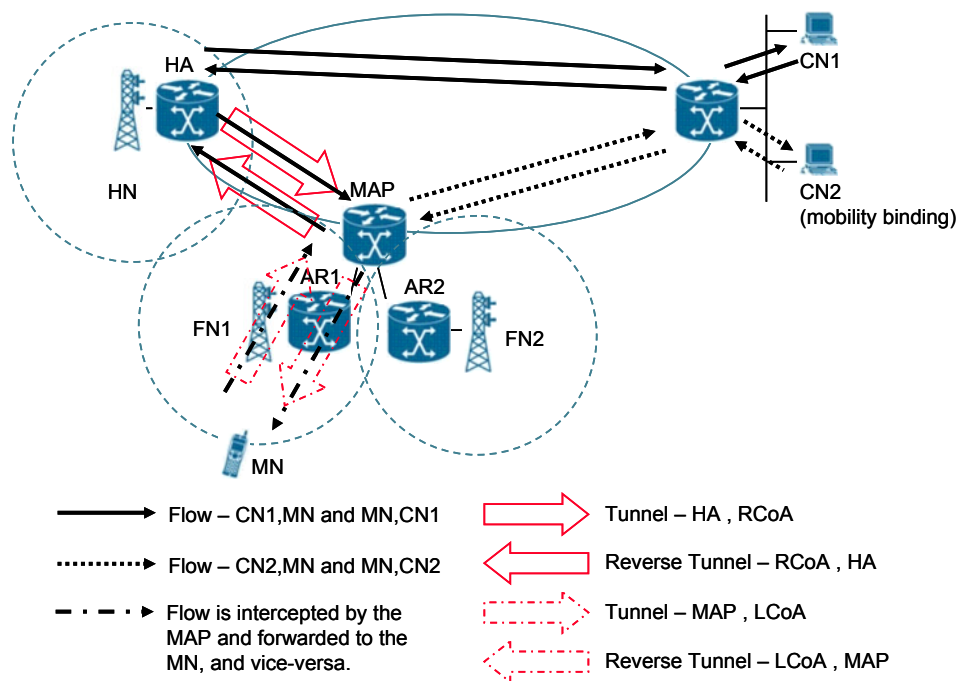 HA
CN1
HN
MAP
CN2
(mobility binding)
AR1
AR2
FN1
FN2
MN
Flow – CN1,MN and MN,CN1
Flow – CN2,MN and MN,CN2
Flow is intercepted by the
MAP and forwarded to the
MN, and vice-versa.
Tunnel – HA , RCoA
Reverse Tunnel – RCoA , HA
Tunnel – MAP , LCoA
Reverse Tunnel – LCoA , MAP